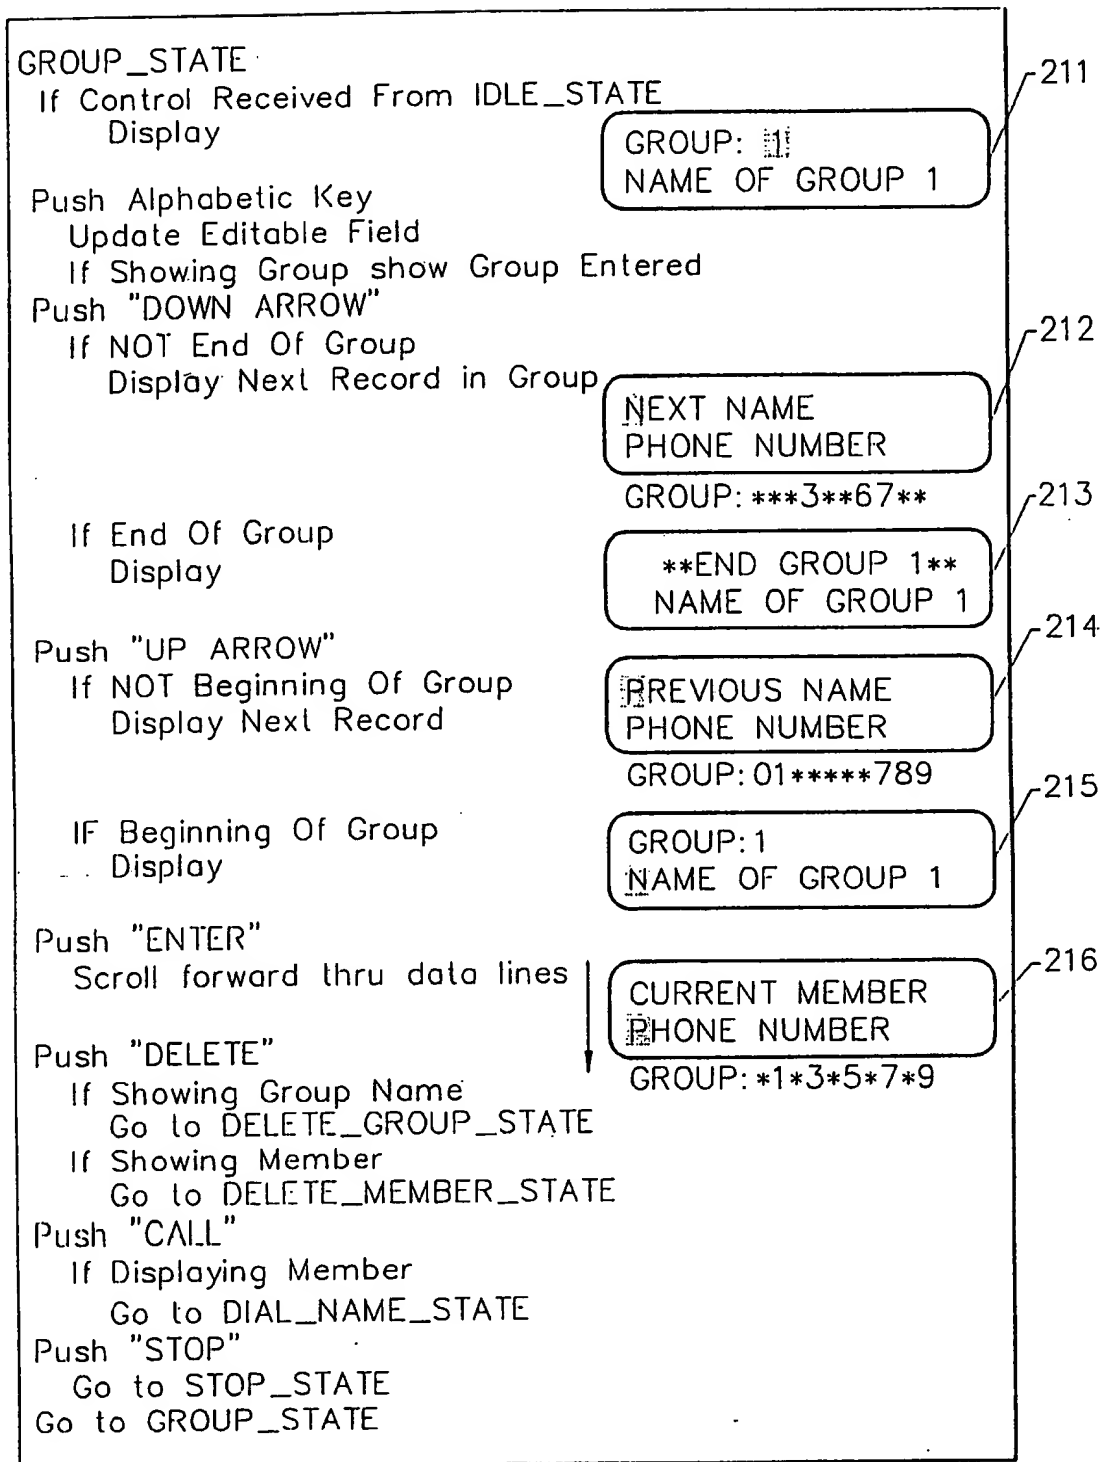 GROUP_STATE
If Control Received From IDLE_STATE
Display
GROUP: 1
NAME OF GROUP 1
211
Push Alphabetic Key
Update Editable Field
If Showing Group show Group Entered
Push "DOWN ARROW"
If NOT End Of Group
Display Next Record in Group
NEXT NAME
PHONE NUMBER
212
GROUP: ***3**67**
If End Of Group
Display
**END GROUP 1**
NAME OF GROUP 1
213
Push "UP ARROW"
If NOT Beginning Of Group
Display Next Record
PREVIOUS NAME
PHONE NUMBER
214
GROUP: 01*****789
IF Beginning Of Group
Display
GROUP: 1
NAME OF GROUP 1
215
Push "ENTER"
Scroll forward thru data lines
CURRENT MEMBER
PHONE NUMBER
216
GROUP: *1*3*5*7*9
Push "DELETE"
If Showing Group Name
Go to DELETE_GROUP_STATE
If Showing Member
Go to DELETE_MEMBER_STATE
Push "CALL"
If Displaying Member
Go to DIAL_NAME_STATE
Push "STOP"
Go to STOP_STATE
Go to GROUP_STATE